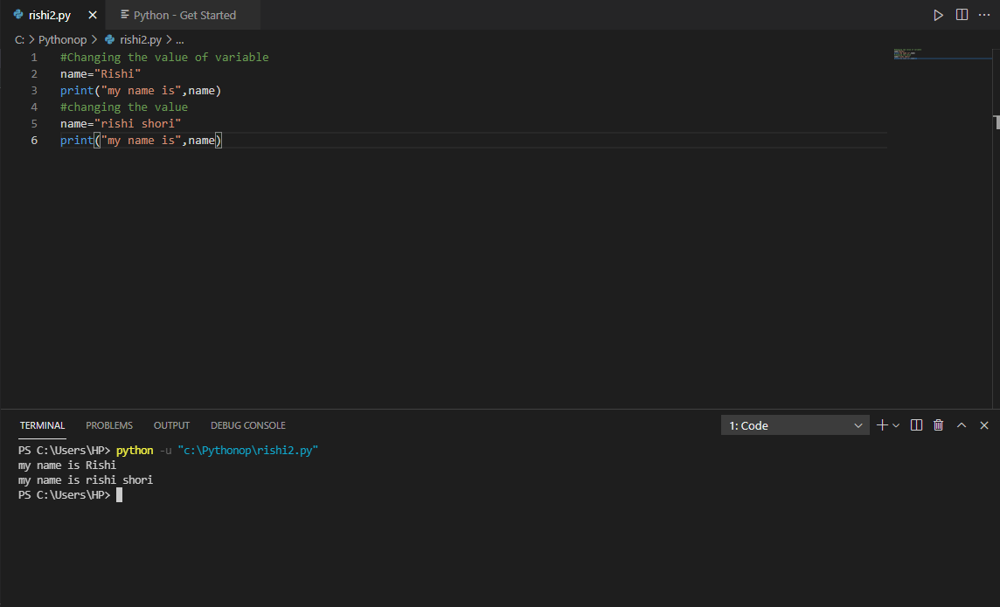 rishi2.py Python - Get Started
C: > Pythonop > rishi2.py > ...
1 #Changing the value of variable
2 name="Rishi"
3 print("my name is",name)
4 #changing the value
5 name="rishi shori"
6 print("my name is",name)
TERMINAL PROBLEMS OUTPUT DEBUG CONSOLE 1: Code
PS C:\Users\HP> python -u "c:\Pythonop\rishi2.py"
my name is Rishi
my name is rishi shori
PS C:\Users\HP>